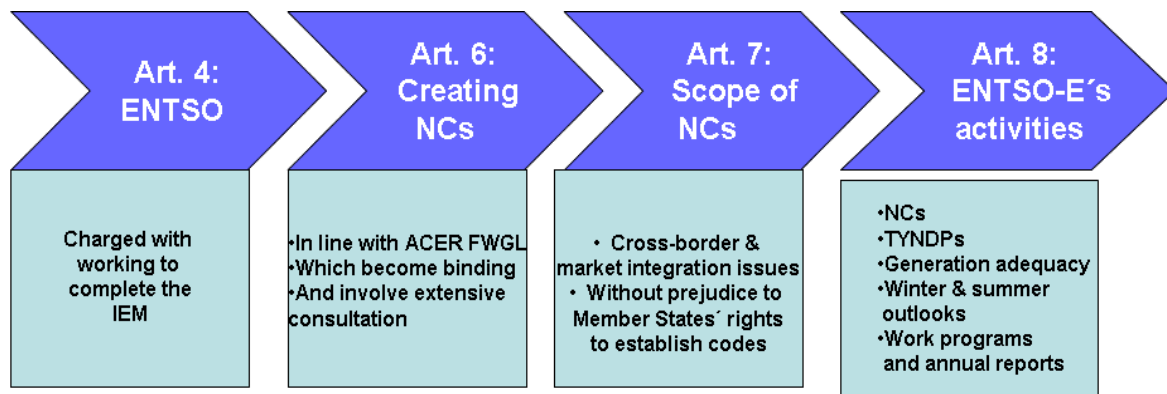 Art. 4:
ENTSO
Charged with
working to
complete the
IEM
Art. 6:
Creating
NCs
•In line with ACER FWGL
•Which become binding
•And involve extensive
consultation
Art. 7:
Scope of
NCs
• Cross-border &
market integration issues
• Without prejudice to
Member States´ rights
to establish codes
Art. 8:
ENTSO-E´s
activities
•NCs
•TYNDPs
•Generation adequacy
•Winter & summer
outlooks
•Work programs
and annual reports